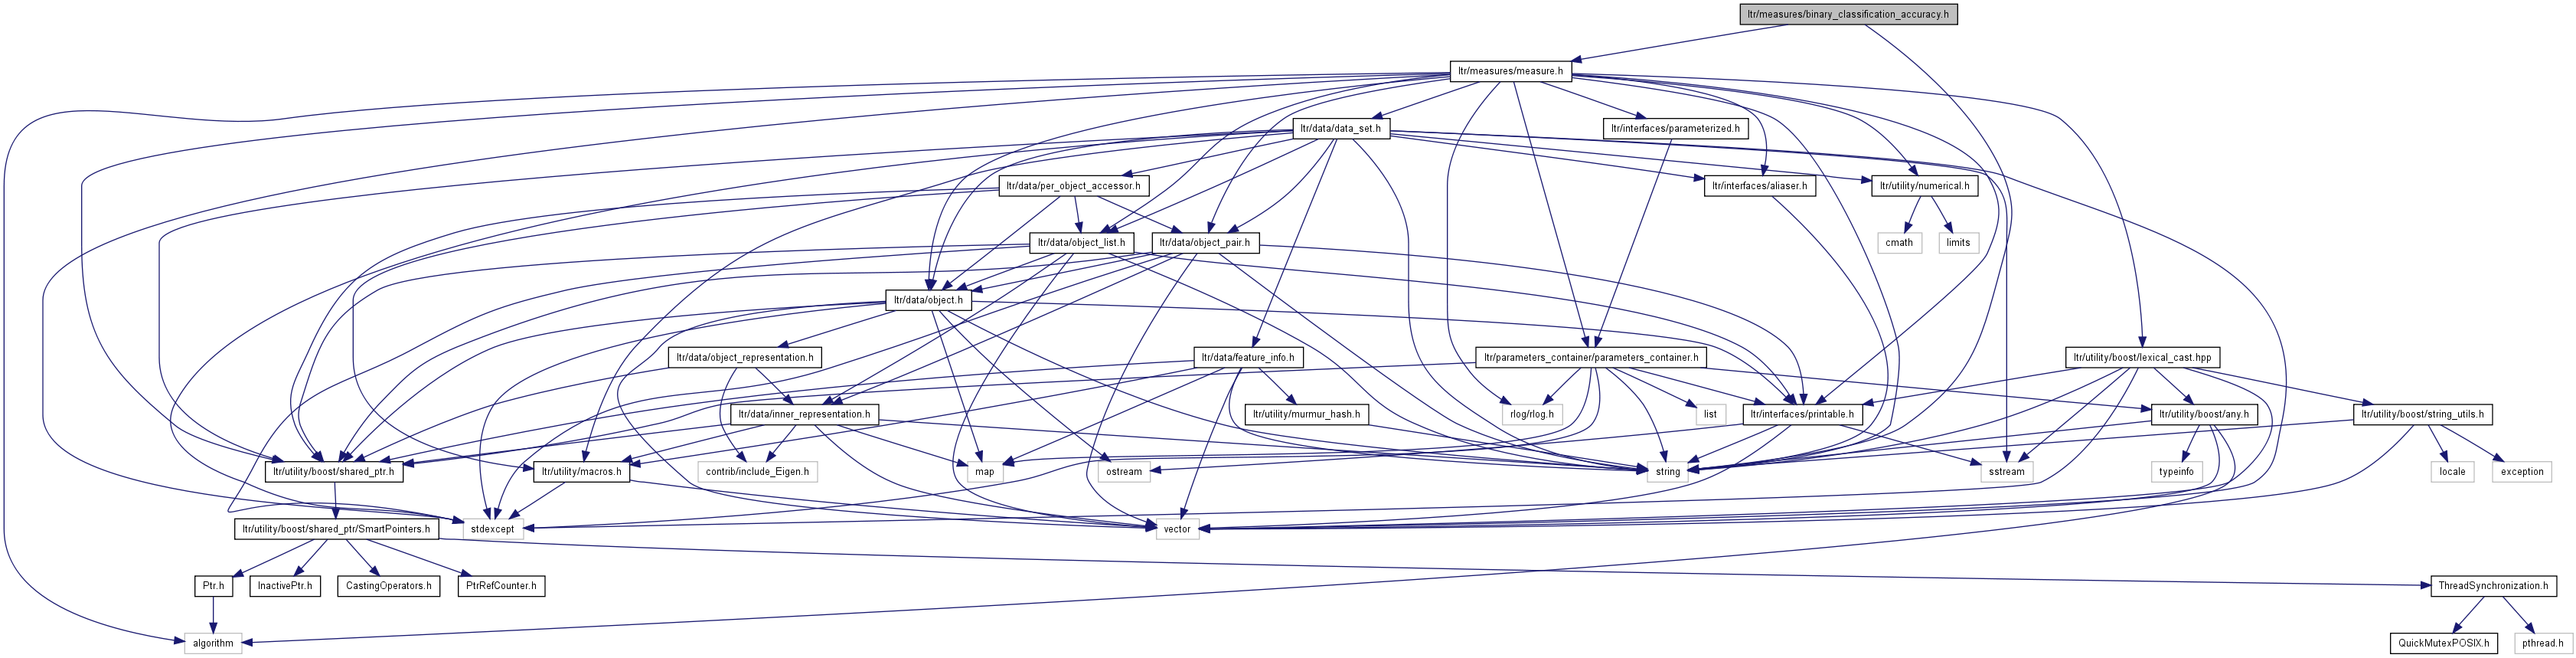 ltr/measures/binary_classification_accuracy.h
ltr/measures/measure.h
ltr/data/data_set.h
ltr/interfaces/parameterized.h
ltr/data/per_object_accessor.h
ltr/interfaces/aliaser.h
ltr/utility/numerical.h
ltr/data/object_list.h
ltr/data/object_pair.h
cmath
limits
ltr/data/object.h
ltr/data/object_representation.h
ltr/data/feature_info.h
ltr/parameters_container/parameters_container.h
ltr/utility/boost/lexical_cast.hpp
ltr/data/inner_representation.h
ltr/utility/murmur_hash.h
rlog/rlog.h
list
ltr/interfaces/printable.h
ltr/utility/boost/any.h
ltr/utility/boost/string_utils.h
ltr/utility/boost/shared_ptr.h
ltr/utility/macros.h
contrib/include_Eigen.h
map
ostream
string
sstream
typeinfo
locale
exception
ltr/utility/boost/shared_ptr/SmartPointers.h
stdexcept
vector
Ptr.h
InactivePtr.h
CastingOperators.h
PtrRefCounter.h
ThreadSynchronization.h
algorithm
QuickMutexPOSIX.h
pthread.h